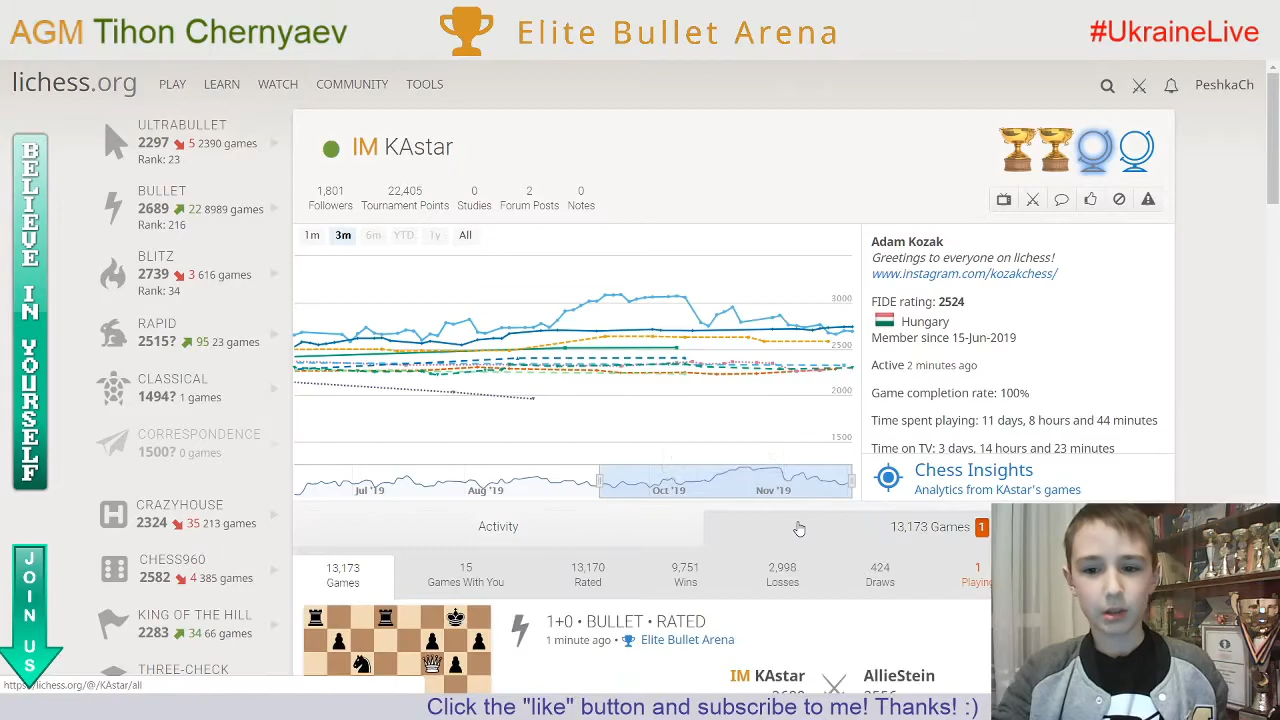 AGM Tihon Chernyaev
Elite Bullet Arena
#UkraineLive
lichess.org
PLAY
LEARN
WATCH
COMMUNITY
TOOLS
PeshkaCh
BELIEVE IN YOURSELF
JOIN US
ULTRABULLET
2297 5 2390 games
Rank: 23
BULLET
2689 22 8989 games
Rank: 216
BLITZ
2739 3 616 games
Rank: 34
RAPID
2515? 95 23 games
CLASSICAL
1494? 1 games
CORRESPONDENCE
1500? 0 games
CRAZYHOUSE
2324 35 213 games
CHESS960
2582 4 385 games
KING OF THE HILL
2283 34 66 games
THREE-CHECK
https://lichess.org/@/KAstar/all
IM KAstar
1,801
Followers
22,405
Tournament Points
0
Studies
2
Forum Posts
0
Notes
1m
3m
6m
YTD
1y
All
3000
2500
2000
1500
Jul '19
Aug '19
Oct '19
Nov '19
Adam Kozak
Greetings to everyone on lichess!
www.instagram.com/kozakchess/
FIDE rating: 2524
Hungary
Member since 15-Jun-2019
Active 2 minutes ago
Game completion rate: 100%
Time spent playing: 11 days, 8 hours and 44 minutes
Time on TV: 3 days, 14 hours and 23 minutes
Chess Insights
Analytics from KAstar's games
Activity
13,173 Games 1
13,173
Games
15
Games With You
13,170
Rated
9,751
Wins
2,998
Losses
424
Draws
1
1+0 • BULLET • RATED
1 minute ago • Elite Bullet Arena
IM KAstar
AllieStein
Click the "like" button and subscribe to me! Thanks! :)